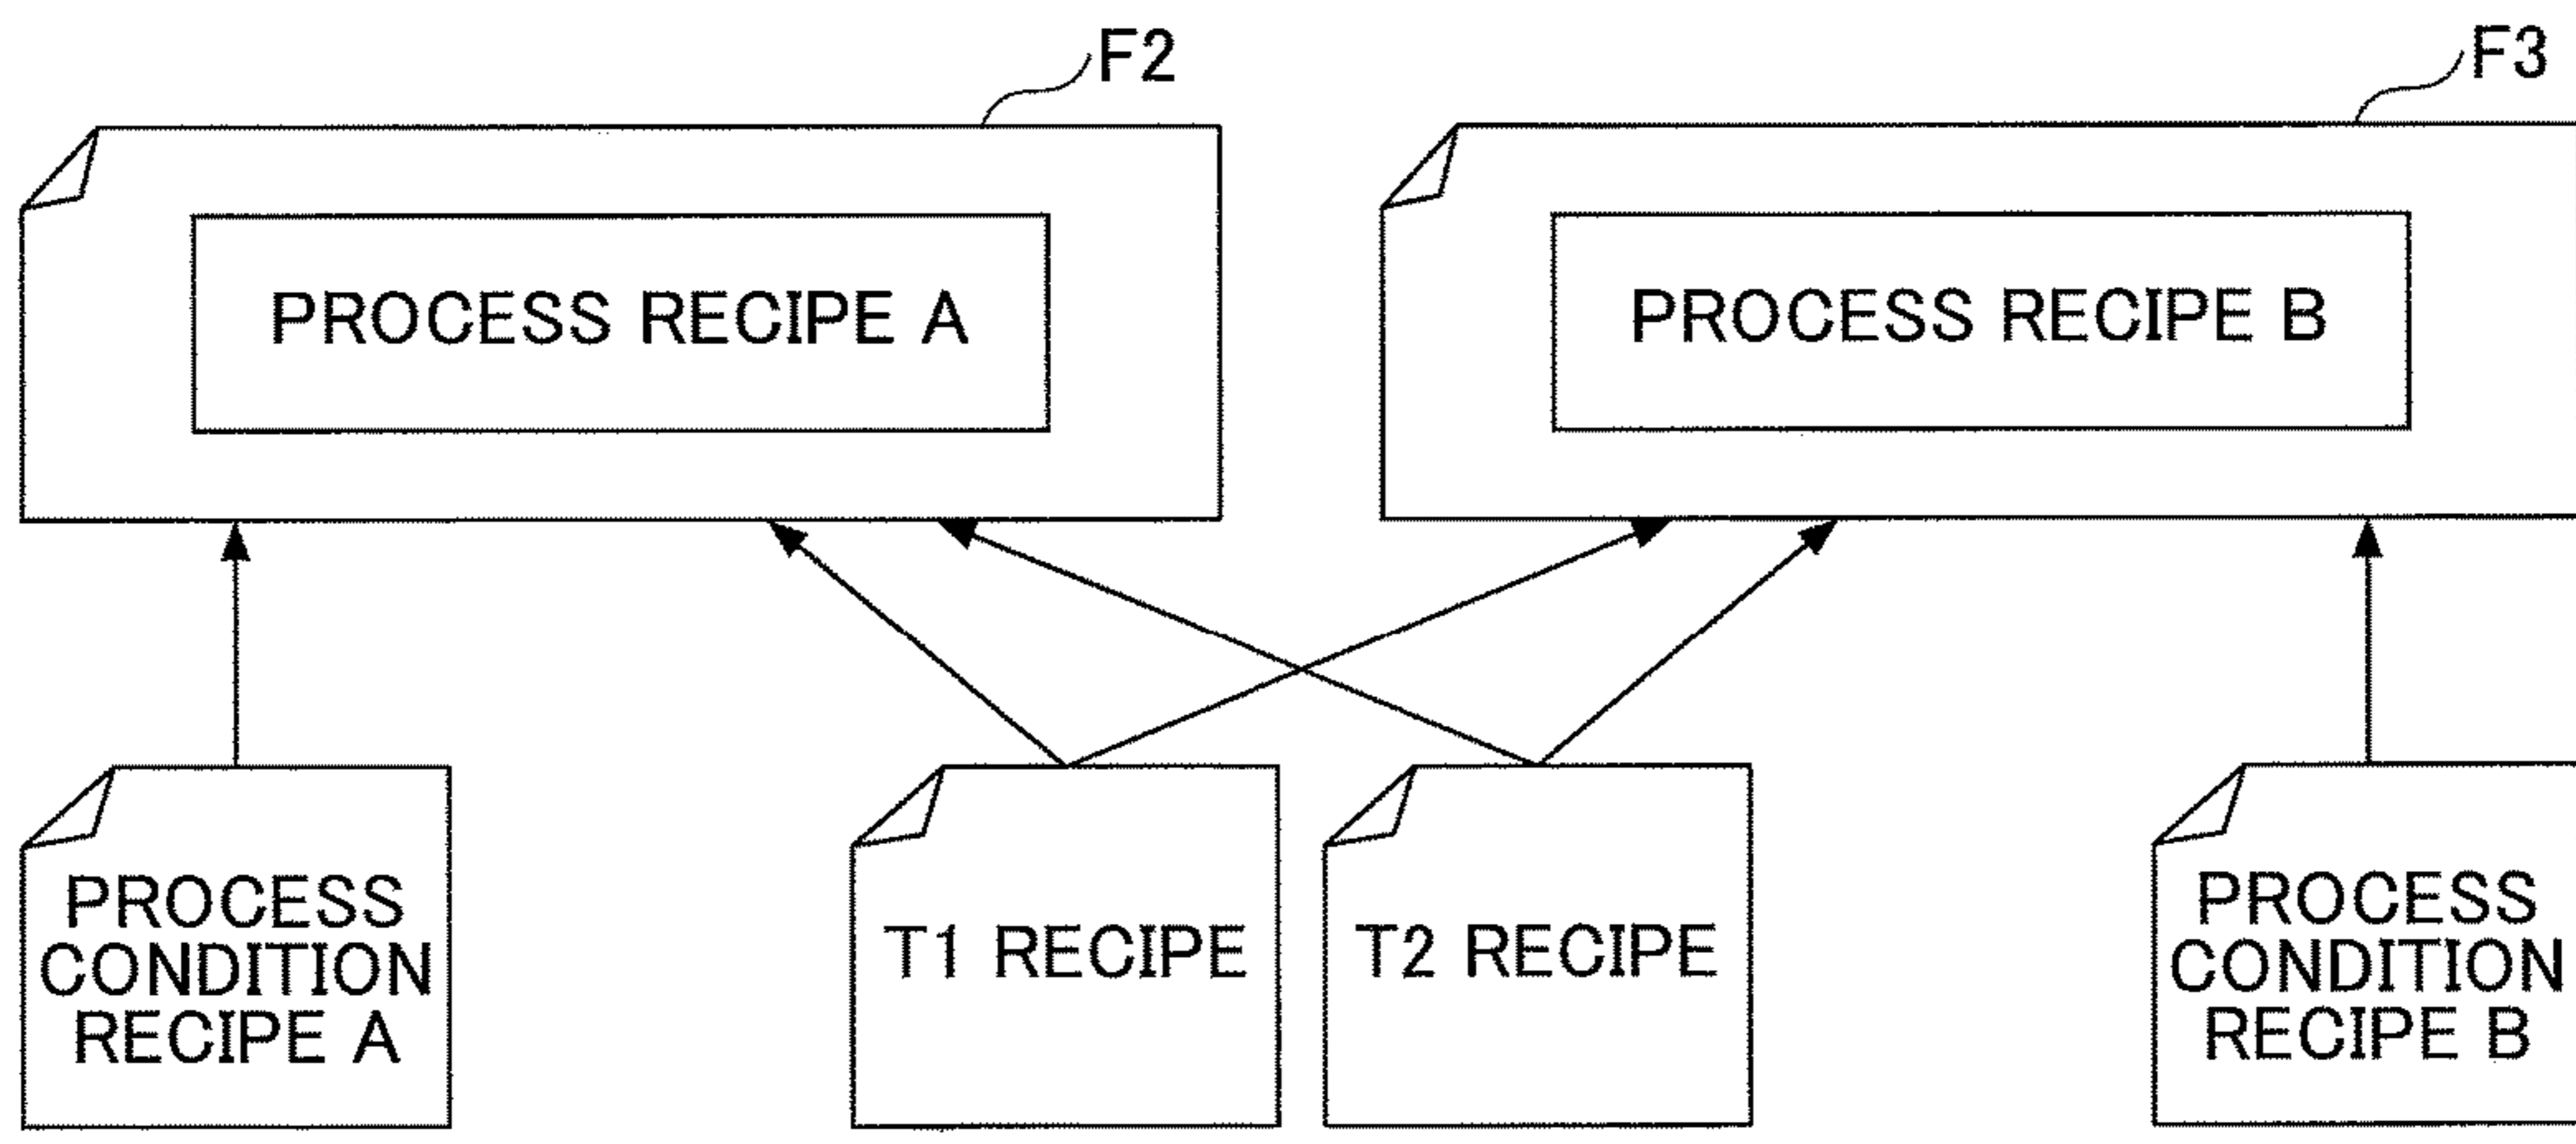 F2
F3
PROCESS RECIPE A
PROCESS RECIPE B
PROCESS
CONDITION
RECIPE A
T1 RECIPE
T2 RECIPE
PROCESS
CONDITION
RECIPE B